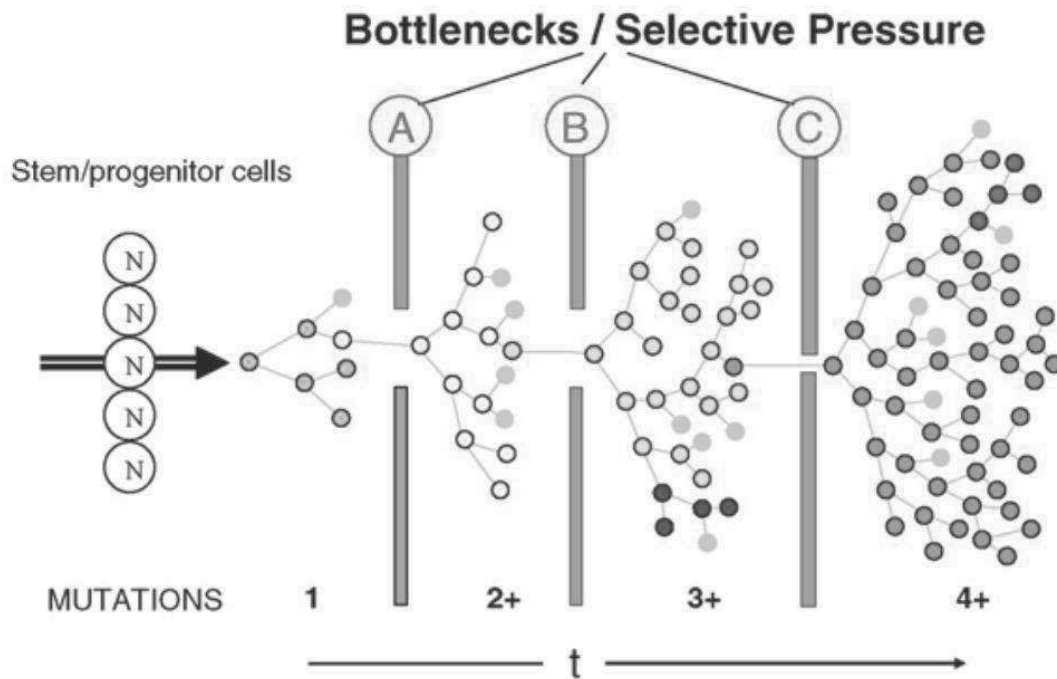 Bottlenecks / Selective Pressure
A B C
Stem/progenitor cells
N
N
N
N
N
MUTATIONS 1 2+ 3+ 4+
t